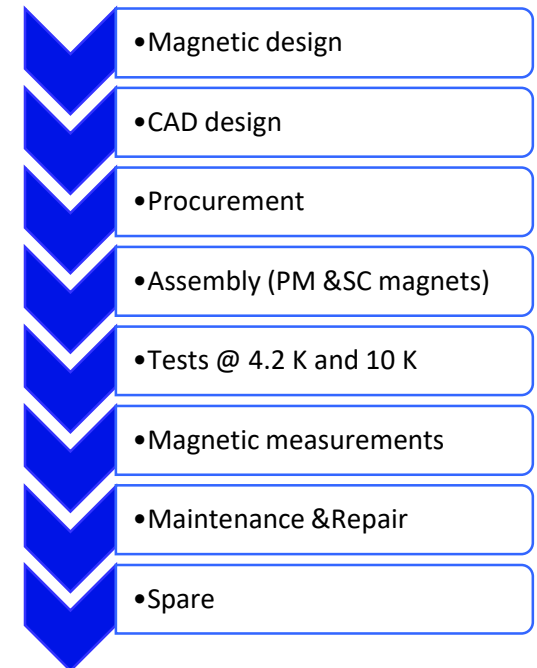 •Magnetic design
•CAD design
•Procurement
•Assembly (PM &SC magnets)
•Tests @ 4.2 K and 10 K
•Magnetic measurements
•Maintenance &Repair
•Spare